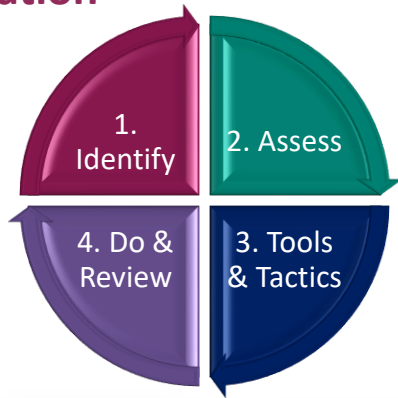 1.
Identify
2. Assess
4. Do &
Review
3. Tools
& Tactics